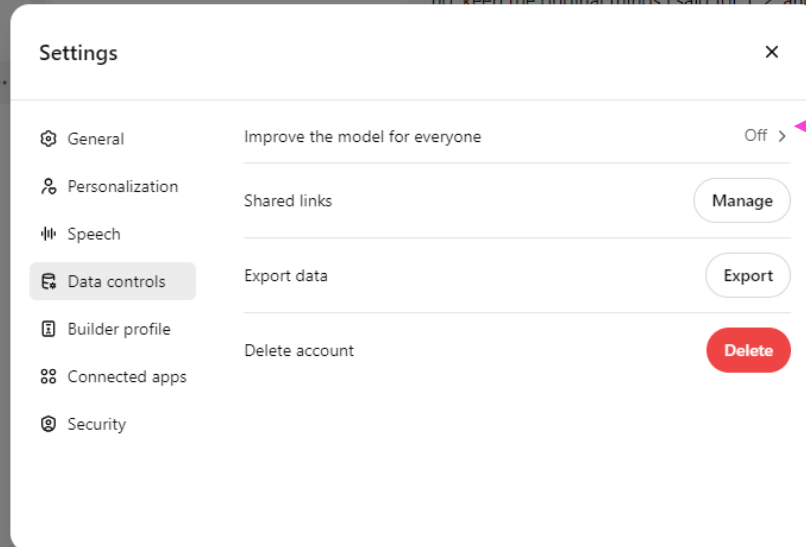 Settings
General
Personalization
Speech
Data controls
Builder profile
Connected apps
Security
Improve the model for everyone
Off
Shared links
Manage
Export data
Export
Delete account
Delete